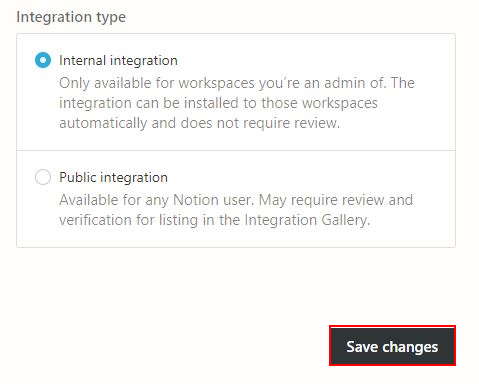 Integration type
Internal integration
Only available for workspaces you're an admin of. The
integration can be installed to those workspaces
automatically and does not require review.
Public integration
Available for any Notion user. May require review and
verification for listing in the Integration Gallery.
Save changes